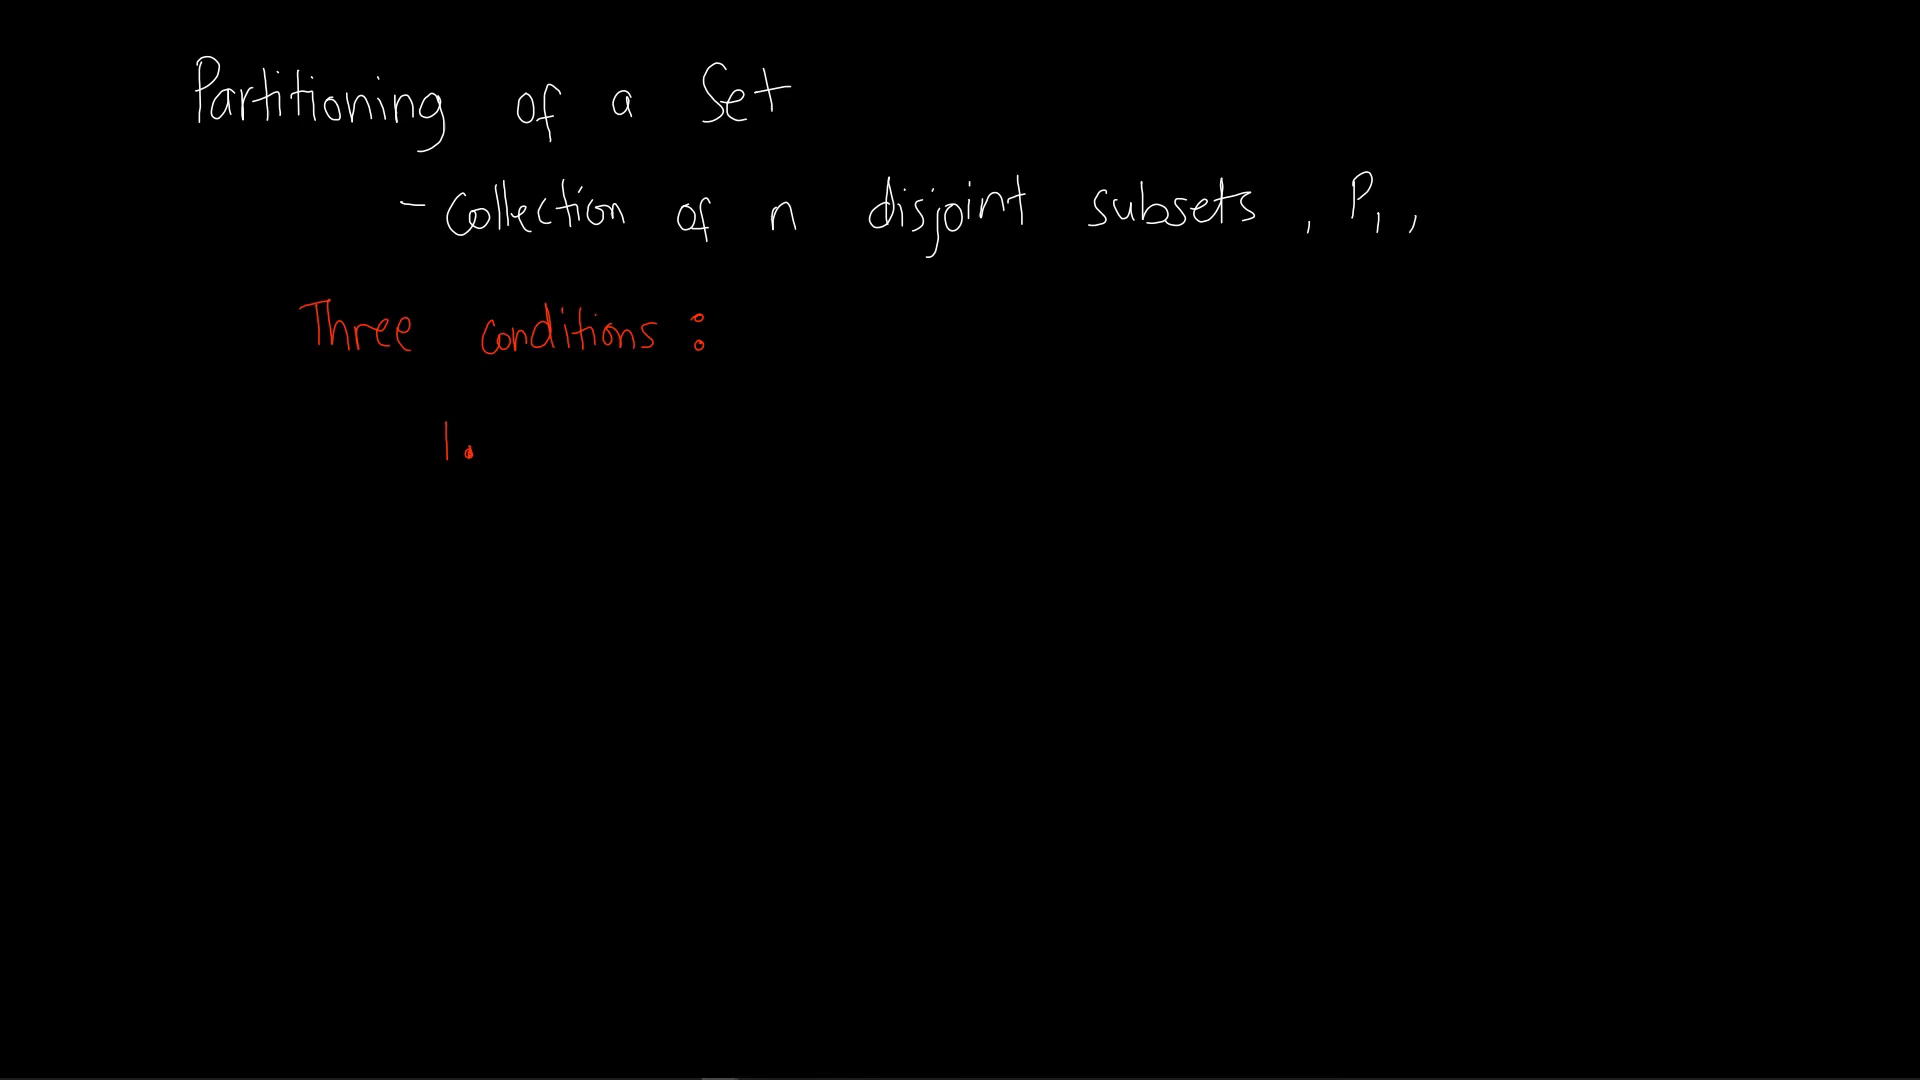 Partitioning of a Set
- Collection of n disjoint subsets , P₁ ,
Three conditions :
1.